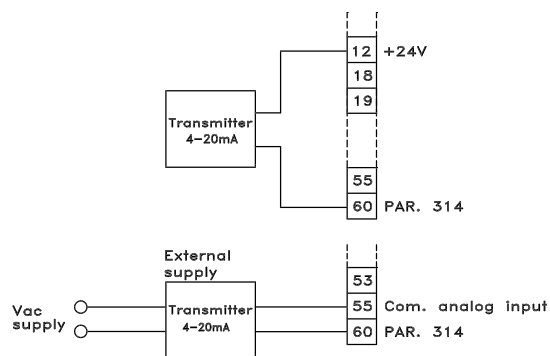 12 +24V
18
19
Transmitter
4-20mA
55
60 PAR. 314
External
supply
53
Vac
supply
Transmitter
4-20mA
55 Com. analog input
60 PAR. 314